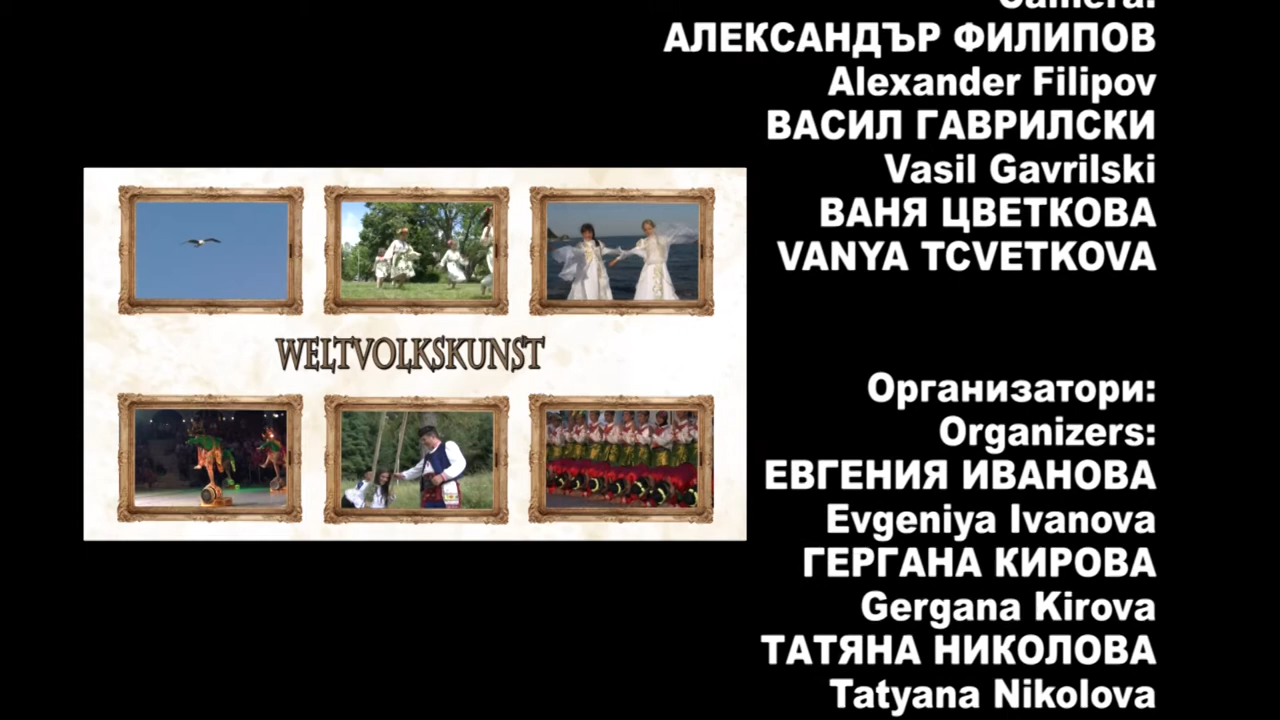 Camera:
АЛЕКСАНДЪР ФИЛИПОВ
Alexander Filipov
ВАСИЛ ГАВРИЛСКИ
Vasil Gavrilski
ВАНЯ ЦВЕТКОВА
VANYA TCVETKOVA
WELTVOLKSKUNST
Организатори:
Organizers:
ЕВГЕНИЯ ИВАНОВА
Evgeniya Ivanova
ГЕРГАНА КИРОВА
Gergana Kirova
ТАТЯНА НИКОЛОВА
Tatyana Nikolova